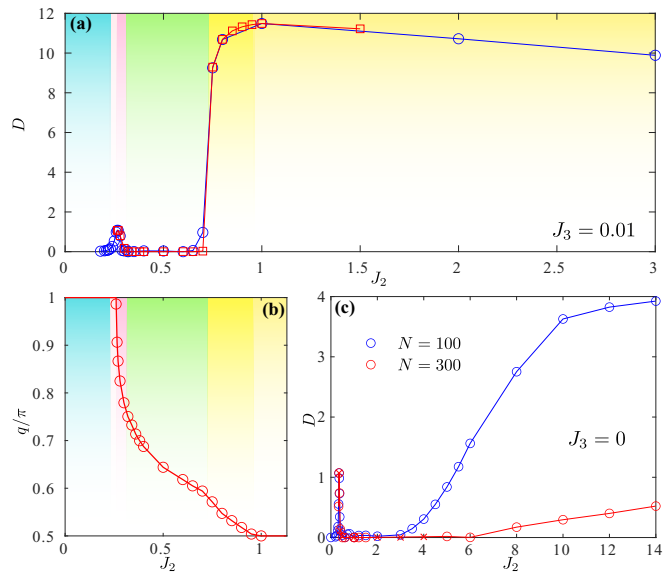 (a)
12
10
8
6
4
2
0
D
J₃ = 0.01
0 0.5 1 1.5 2 2.5 3
J₂
(b)
1
0.9
0.8
0.7
0.6
0.5
q/π
0 0.5 1
J₂
(c)
4
3
2
1
0
D
N = 100
N = 300
J₃ = 0
0 2 4 6 8 10 12 14
J₂